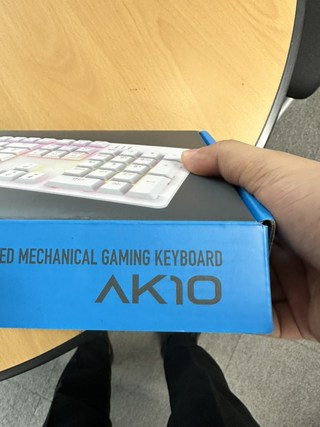 ED MECHANICAL GAMING KEYBOARD
AK10